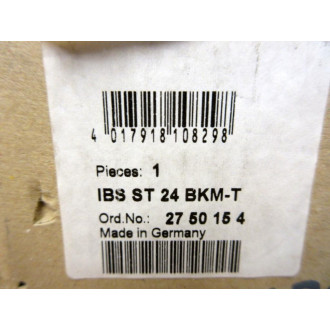 4 017918 108298
Pieces: 1
IBS ST 24 BKM-T
Ord.No.: 27 50 15 4
Made in Germany